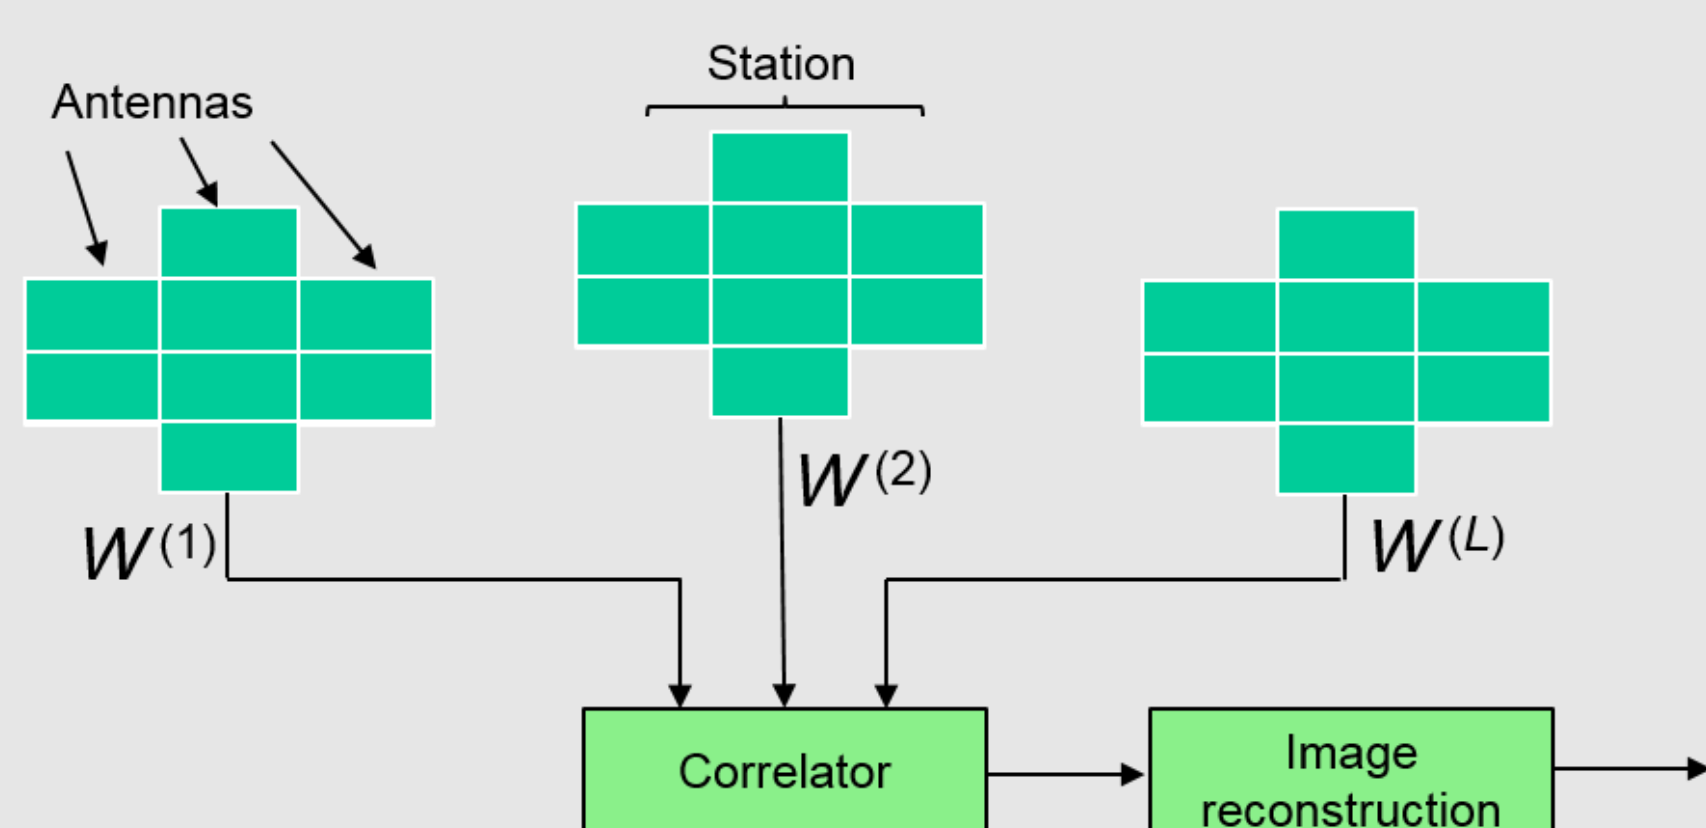 Station
Antennas
W(2)
W(1)
W(L)
Correlator
Image
reconstruction